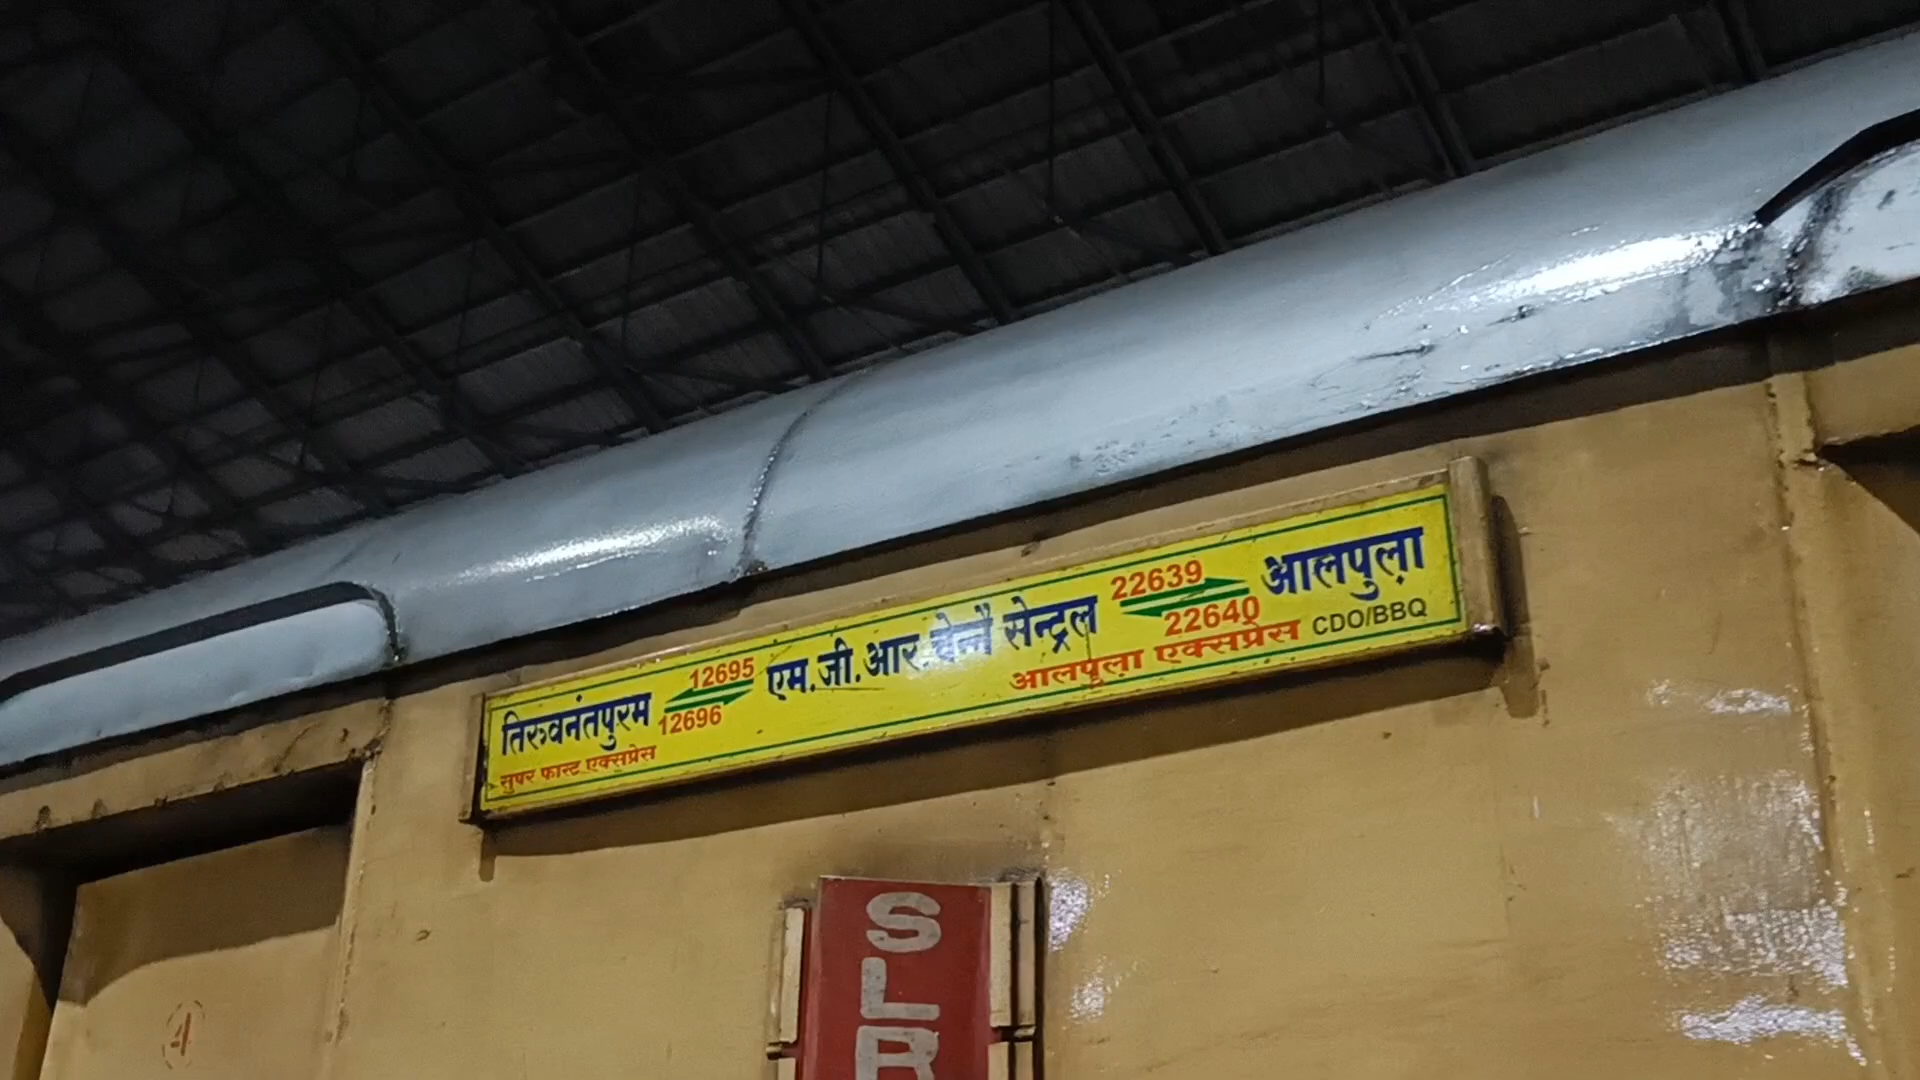 तिरुवनंतपुरम 12695 एम.जी.आर.चेन्नै सेन्ट्रल 22639 आलपुला
12696 22640
सुपर फास्ट एक्सप्रेस आलपुला एक्सप्रेस CDO/BBQ
SLR
4